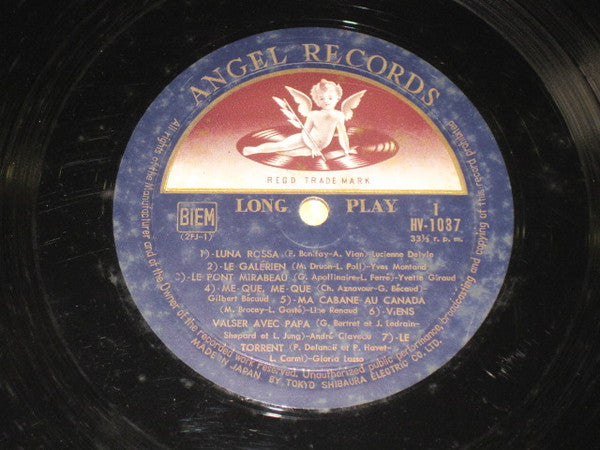 ANGEL RECORDS
REGD TRADE MARK
LONG PLAY
BIEM
(2FJ-1)
1
HV-1037
33⅓ r. p. m.
1)-LUNA ROSSA (F. Bonifay-A. Vian)-Lucienne Delyle
2)-LE GALÉRIEN (M. Druon-L. Poll)-Yves Montand
3)-LE PONT MIRABEAU (G. Apollinaire-L. Ferré)-Yvette Giraud
4)-ME QUE, ME QUE (Ch. Aznavour-G. Bécaud)
Gilbert Bécaud 5)-MA CABANE AU CANADA
(M. Brocny-L. Gasté)-Line Renaud 6)-VIENS
VALSER AVEC PAPA (G. Bertret et J. Ledrain-
Shepard et L. Jung)-André Claveau 7)-LE
TORRENT (P. Delanoë et P. Havet-
L. Carmi)-Gloria Lasso
All rights of the Manufacturer and of the Owner of the recorded work reserved. Unauthorized public performance, broadcasting and copying of this record prohibited.
MADE IN JAPAN BY TOKYO SHIBAURA ELECTRIC CO. LTD.